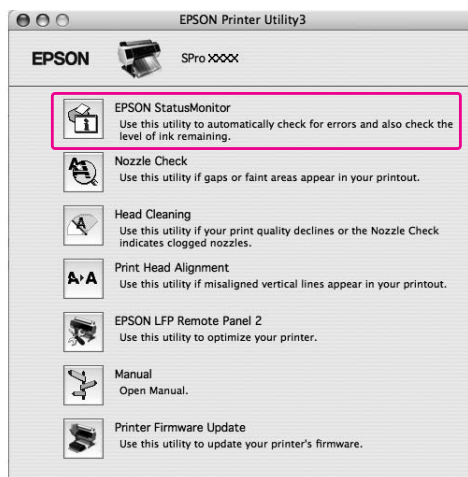 EPSON Printer Utility3
EPSON
SPro XXXX
EPSON StatusMonitor
Use this utility to automatically check for errors and also check the
level of ink remaining.
Nozzle Check
Use this utility if gaps or faint areas appear in your printout.
Head Cleaning
Use this utility if your print quality declines or the Nozzle Check
indicates clogged nozzles.
Print Head Alignment
Use this utility if misaligned vertical lines appear in your printout.
EPSON LFP Remote Panel 2
Use this utility to optimize your printer.
Manual
Open Manual.
Printer Firmware Update
Use this utility to update your printer's firmware.